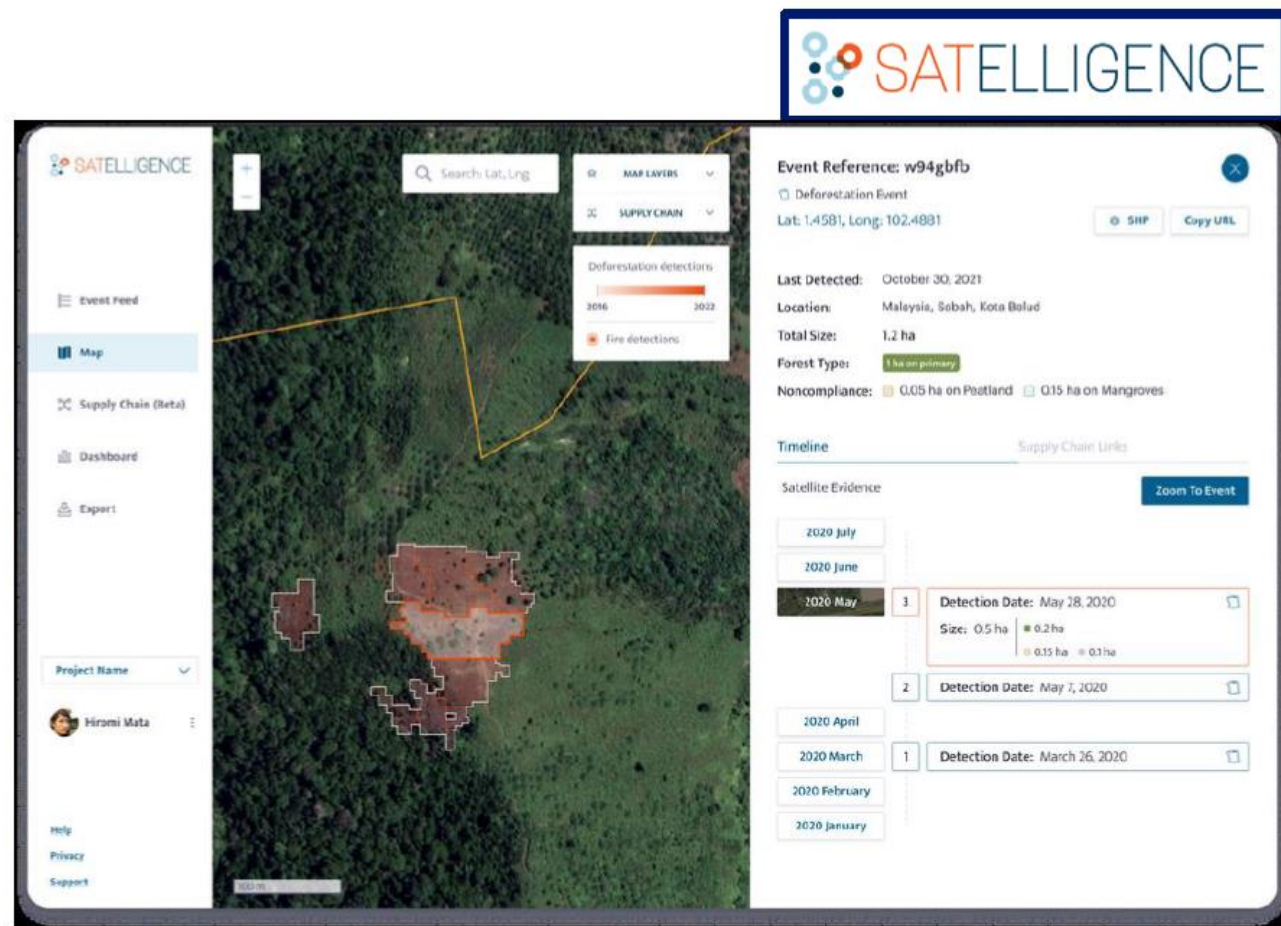 SATELLIGENCE
SATELLIGENCE
Event Feed
Map
Supply Chain (Beta)
Dashboard
Export
Project Name
Hiromi Mata
Help
Privacy
Support
+
−
Search: Lat, Lng
MAP LAYERS
SUPPLY CHAIN
Deforestation detections
2016 2022
Fire detections
Event Reference: w94gbfb
Deforestation Event
Lat: 1.4581, Long: 102.4881
SHP Copy URL
Last Detected: October 30, 2021
Location: Malaysia, Sabah, Kota Belud
Total Size: 1.2 ha
Forest Type: 1 ha on primary
Noncompliance: 0.05 ha on Peatland 0.15 ha on Mangroves
Timeline Supply Chain Links
Satellite Evidence Zoom To Event
2020 July
2020 June
2020 May 3 Detection Date: May 28, 2020
Size: 0.5 ha 0.2 ha
0.15 ha 0.1 ha
2 Detection Date: May 7, 2020
2020 April
2020 March 1 Detection Date: March 26, 2020
2020 February
2020 January